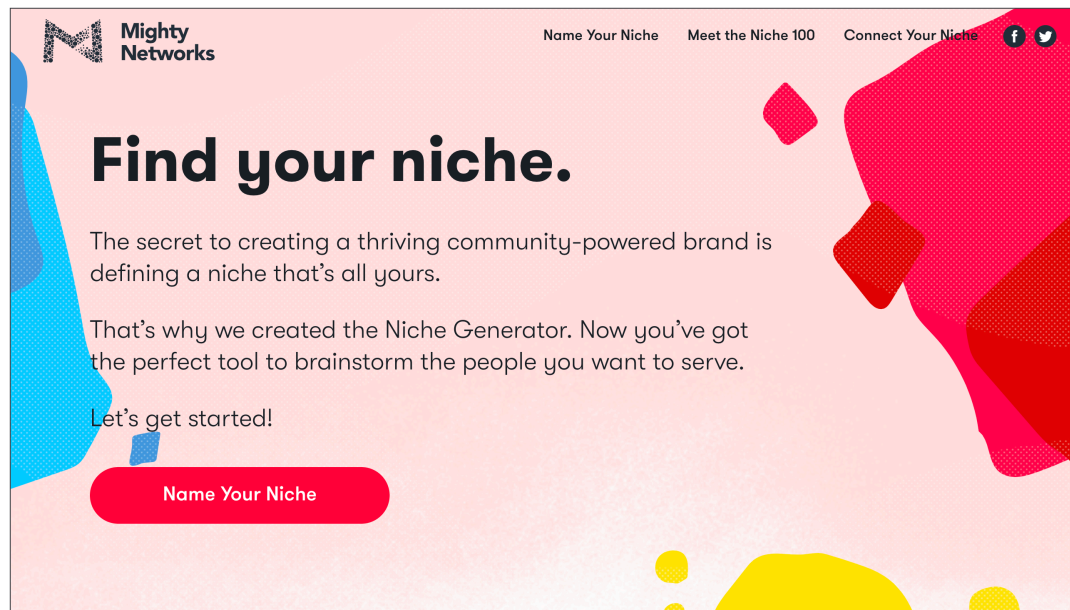 Mighty
Networks
Name Your Niche
Meet the Niche 100
Connect Your Niche
Find your niche.
The secret to creating a thriving community-powered brand is
defining a niche that’s all yours.
That’s why we created the Niche Generator. Now you’ve got
the perfect tool to brainstorm the people you want to serve.
Let’s get started!
Name Your Niche